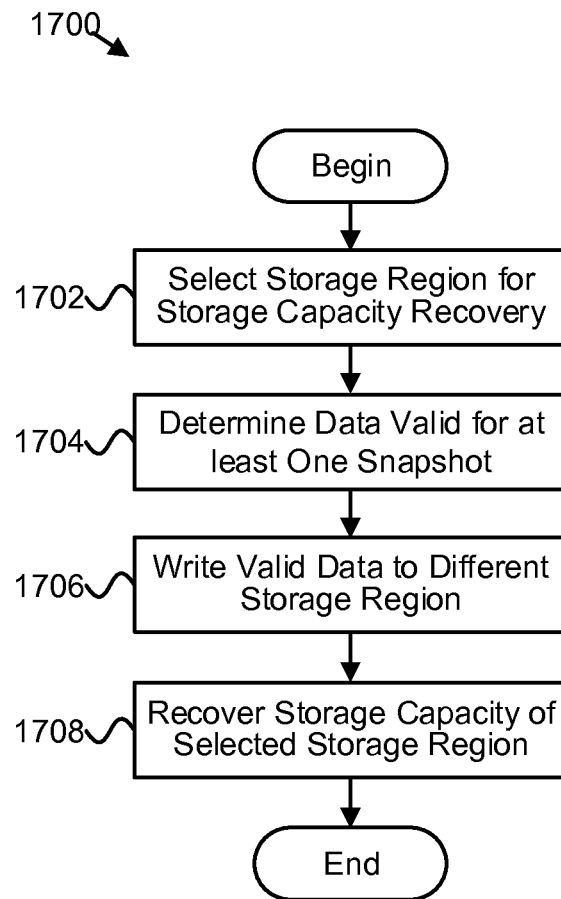 1700
Begin
1702
Select Storage Region for
Storage Capacity Recovery
1704
Determine Data Valid for at
least One Snapshot
1706
Write Valid Data to Different
Storage Region
1708
Recover Storage Capacity of
Selected Storage Region
End